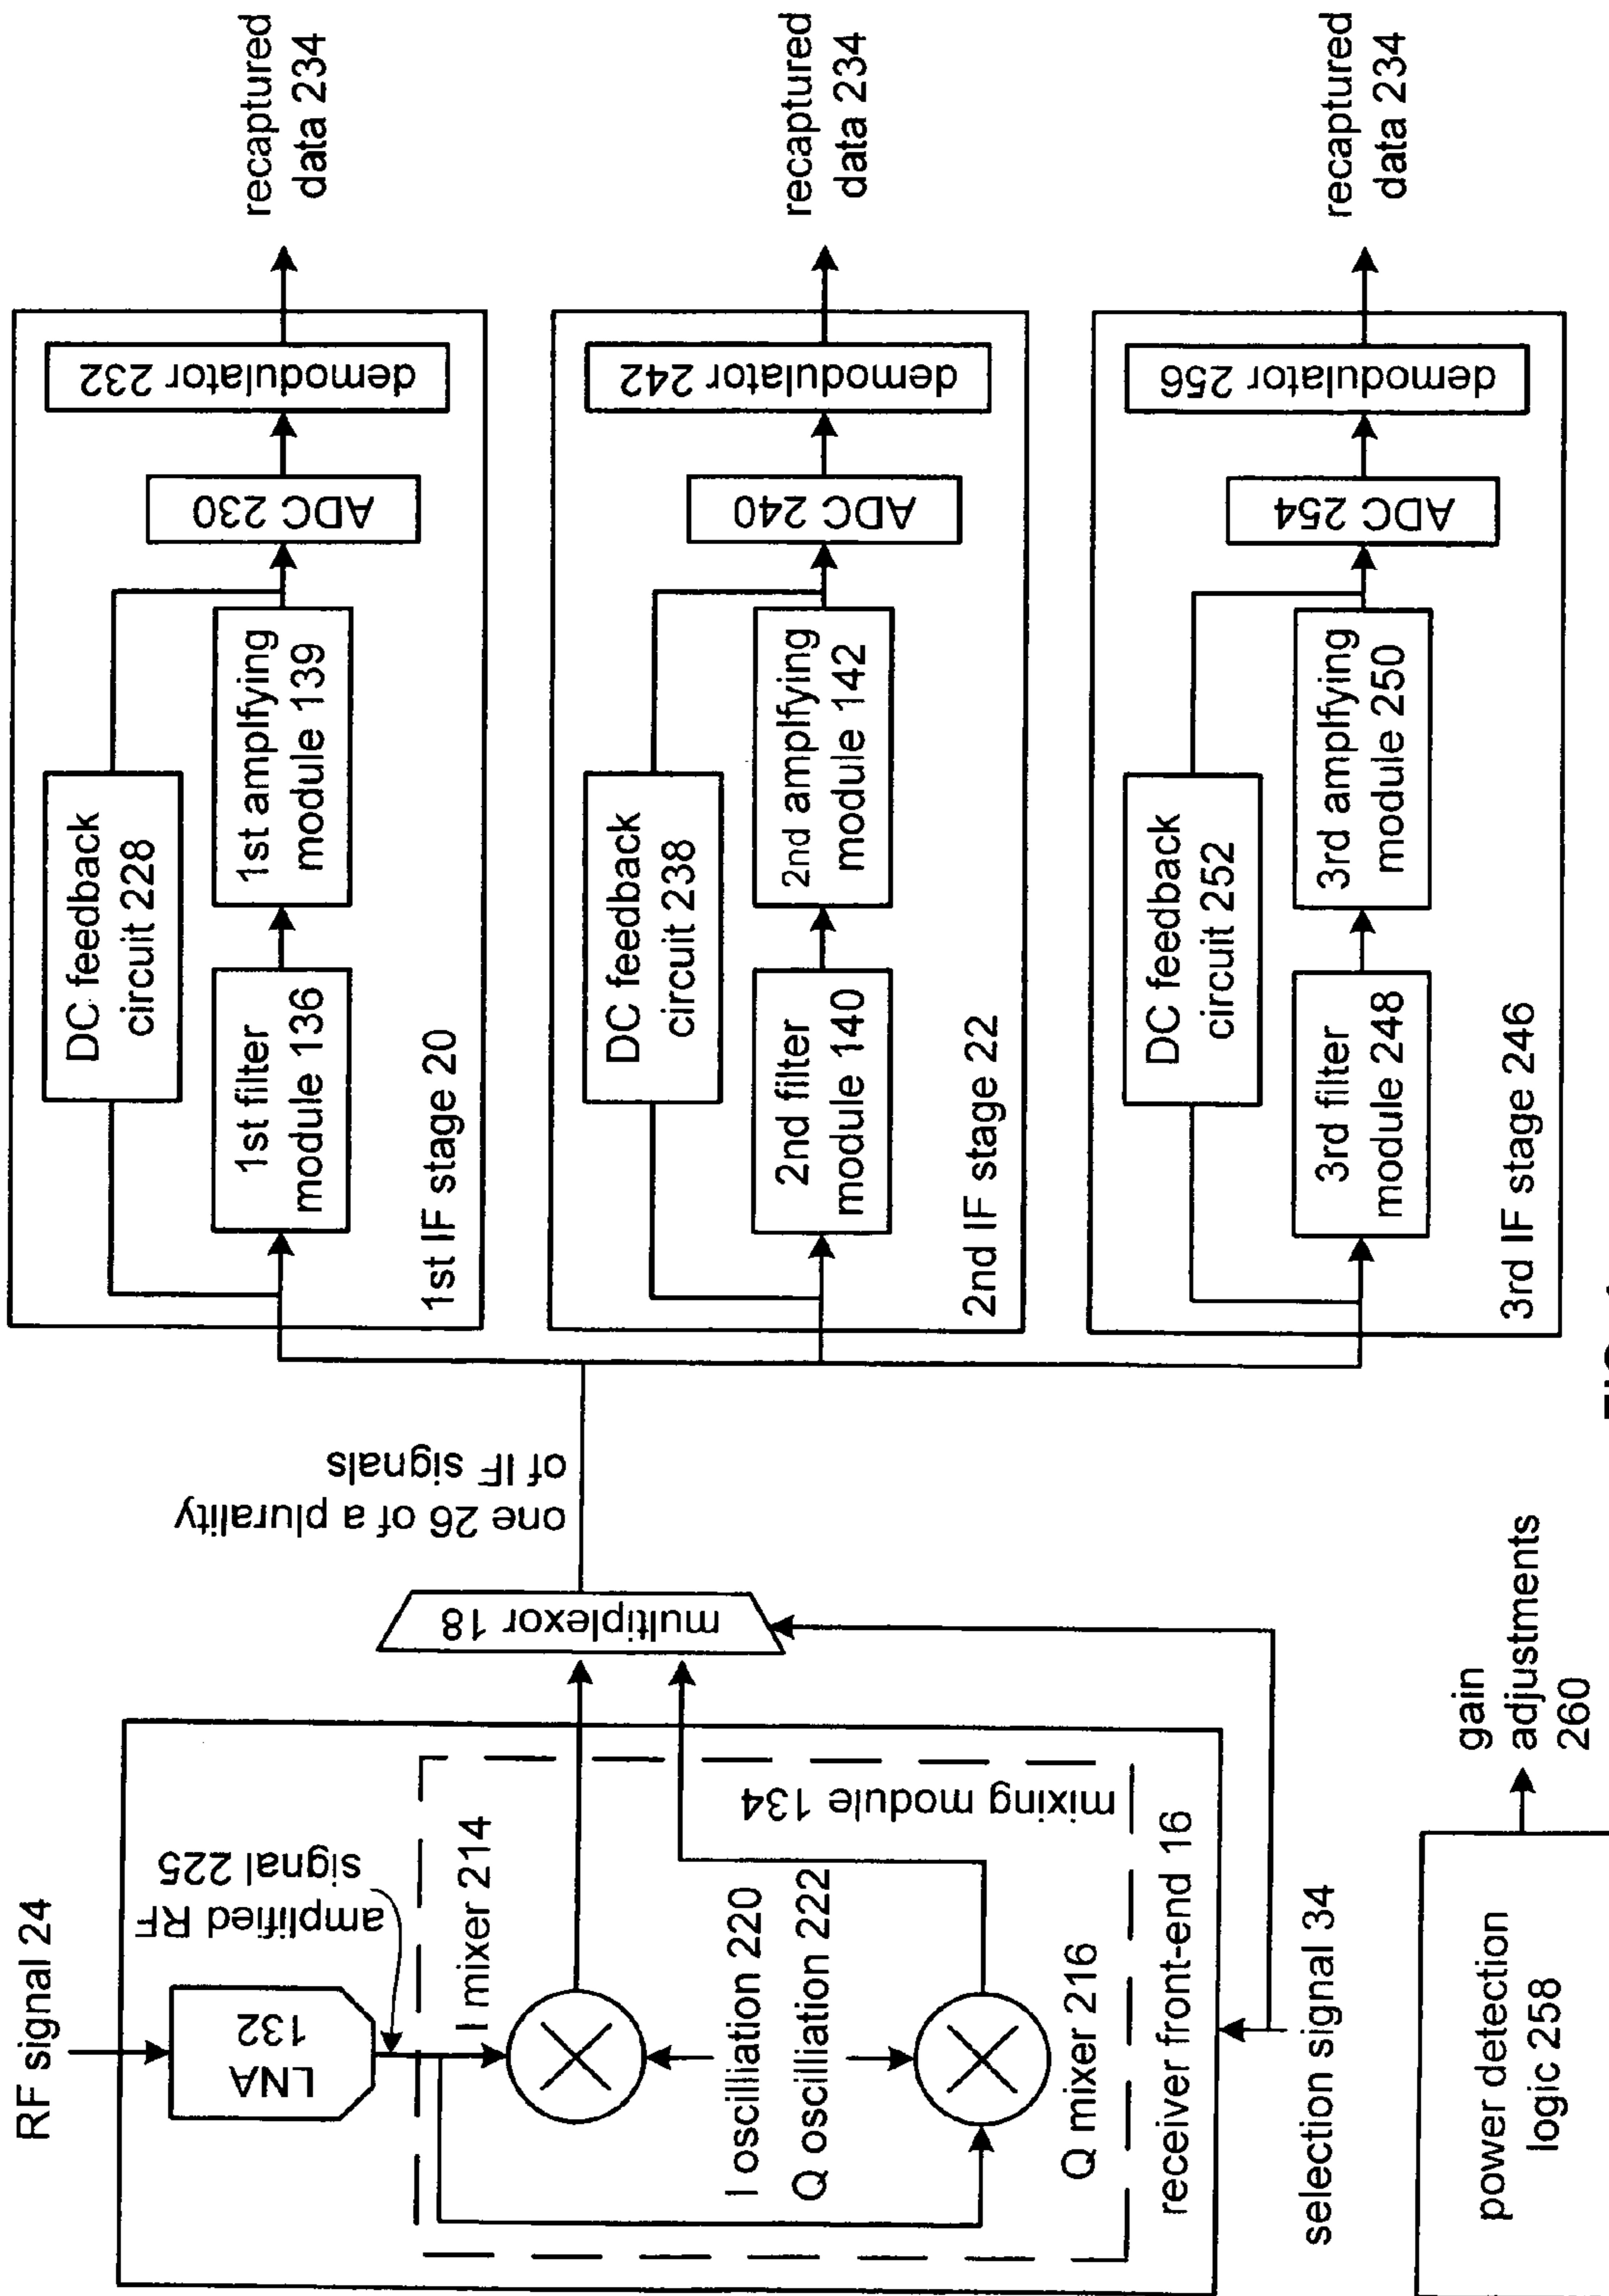 RF signal 24
LNA
132
amplified RF
signal 225
I mixer 214
I oscilliation 220
Q oscilliation 222
Q mixer 216
mixing module 134
receiver front-end 16
selection signal 34
multiplexor 18
one 26 of a plurality
of IF signals
power detection
logic 258
gain
adjustments
260
DC feedback
circuit 228
1st filter
module 136
1st amplfying
module 139
ADC 230
demodulator 232
1st IF stage 20
recaptured
data 234
DC feedback
circuit 238
2nd filter
module 140
2nd amplfying
module 142
ADC 240
demodulator 242
2nd IF stage 22
recaptured
data 234
DC feedback
circuit 252
3rd filter
module 248
3rd amplfying
module 250
ADC 254
demodulator 256
3rd IF stage 246
recaptured
data 234